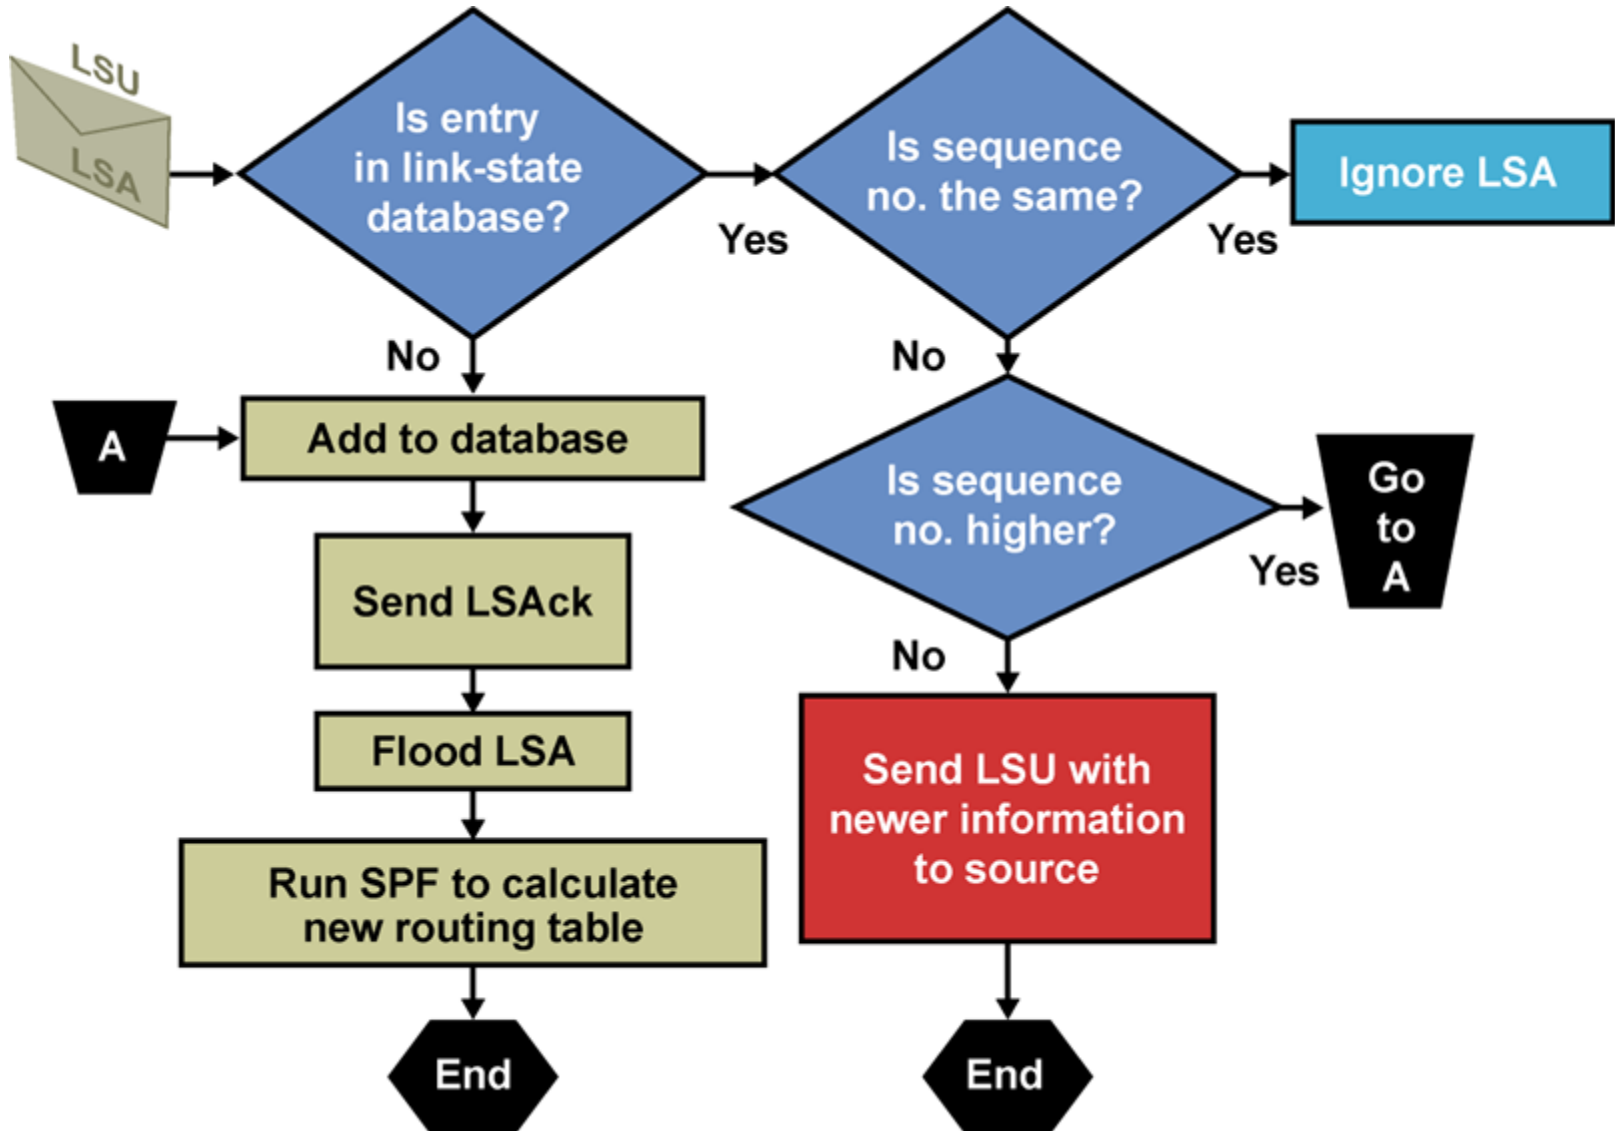 LSU
LSA
Is entry
in link-state
database?
Yes
Is sequence
no. the same?
Yes
Ignore LSA
No
No
A
Add to database
Is sequence
no. higher?
Yes
Go
to
A
Send LSAck
No
Flood LSA
Send LSU with
newer information
to source
Run SPF to calculate
new routing table
End
End